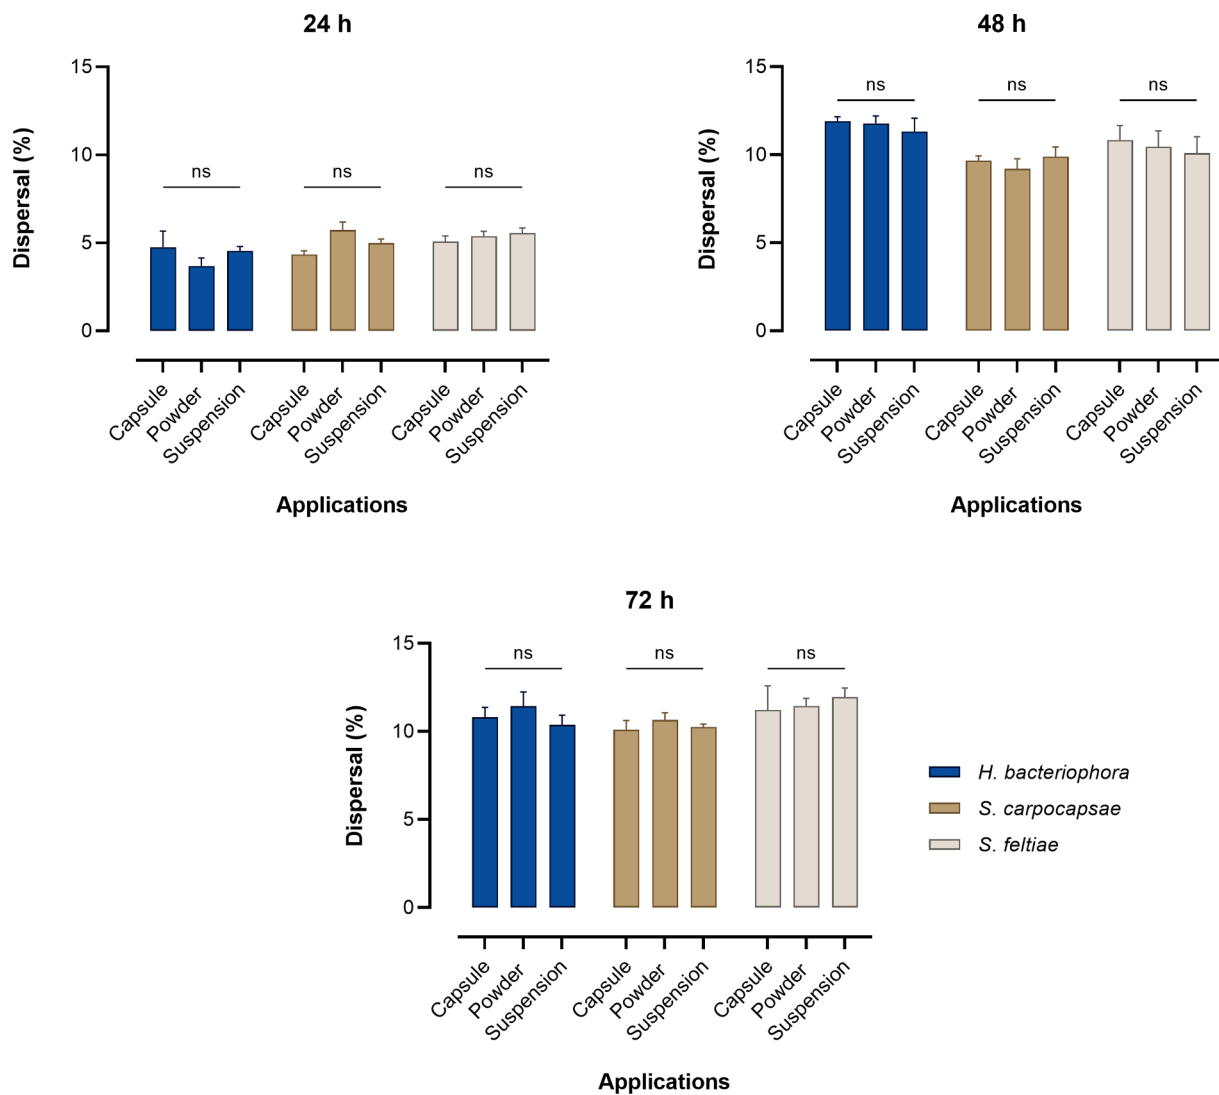 24 h
15
10
5
0
Dispersal (%)
ns
ns
ns
Capsule
Powder
Suspension
Capsule
Powder
Suspension
Capsule
Powder
Suspension
Applications
48 h
15
10
5
0
Dispersal (%)
ns
ns
ns
Capsule
Powder
Suspension
Capsule
Powder
Suspension
Capsule
Powder
Suspension
Applications
72 h
15
10
5
0
Dispersal (%)
ns
ns
ns
Capsule
Powder
Suspension
Capsule
Powder
Suspension
Capsule
Powder
Suspension
Applications
H. bacteriophora
S. carpocapsae
S. feltiae